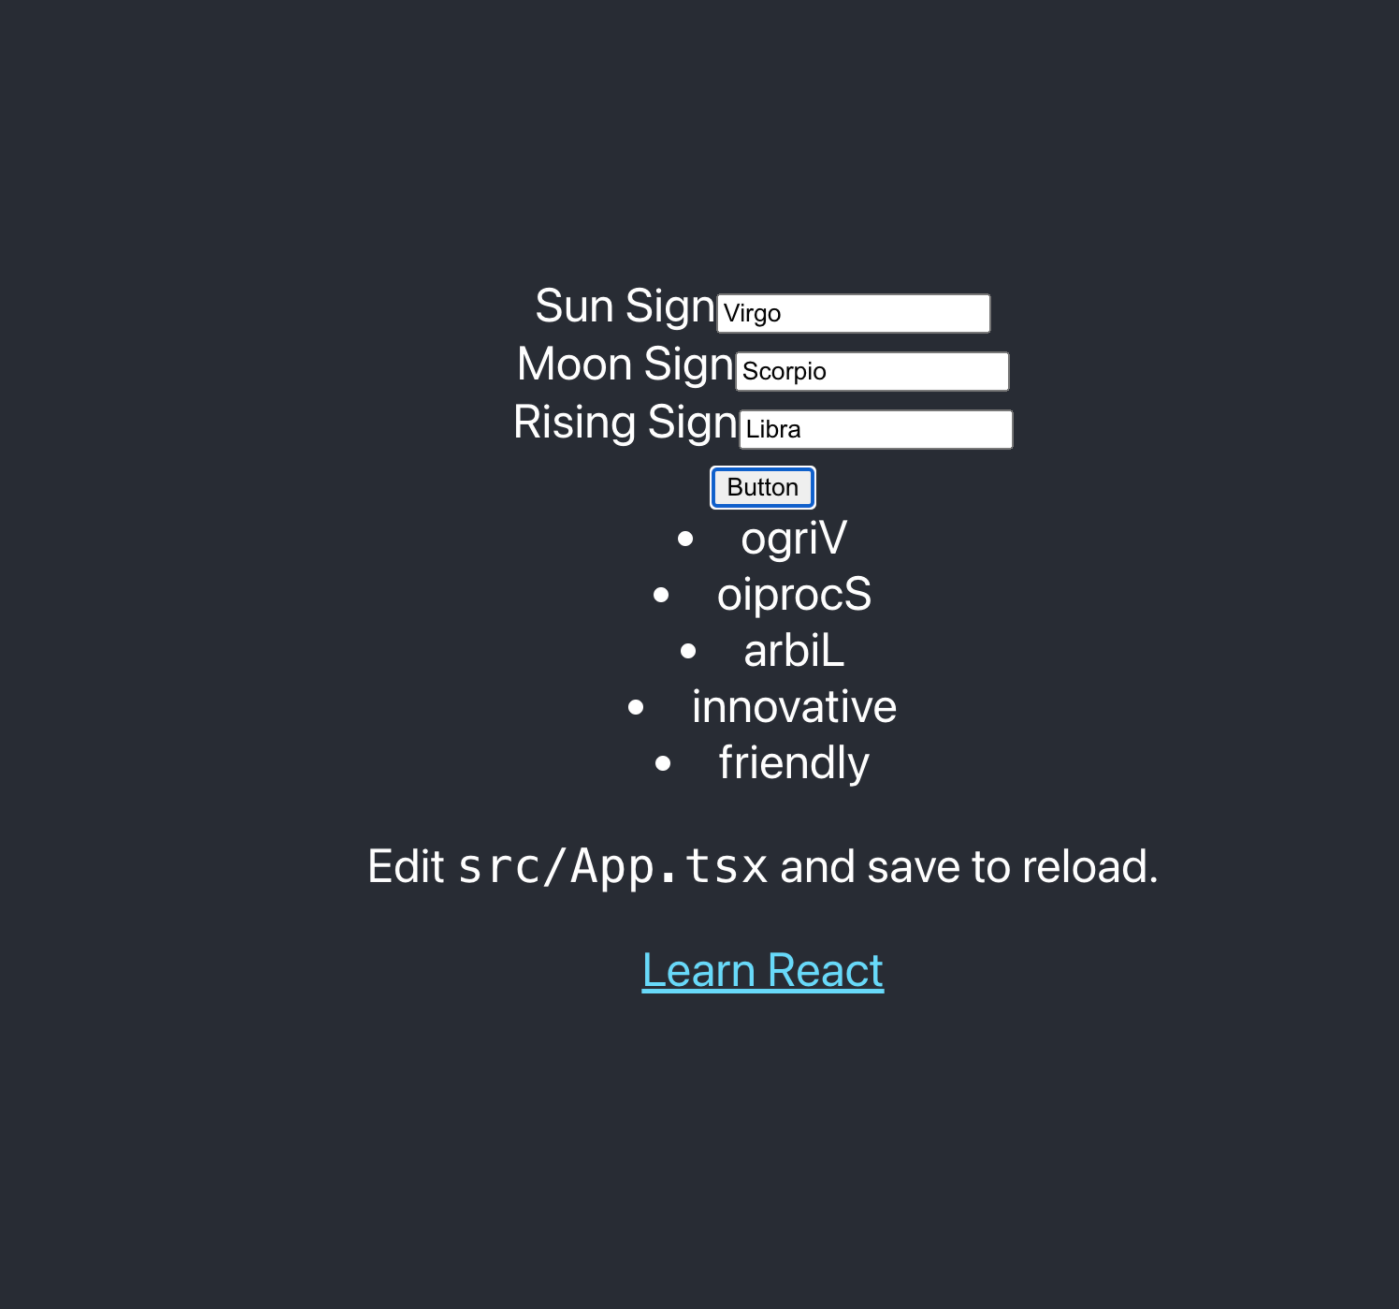 Sun Sign Virgo
Moon Sign Scorpio
Rising Sign Libra
Button
• ogriV
• oiprocS
• arbiL
• innovative
• friendly
Edit src/App.tsx and save to reload.
Learn React